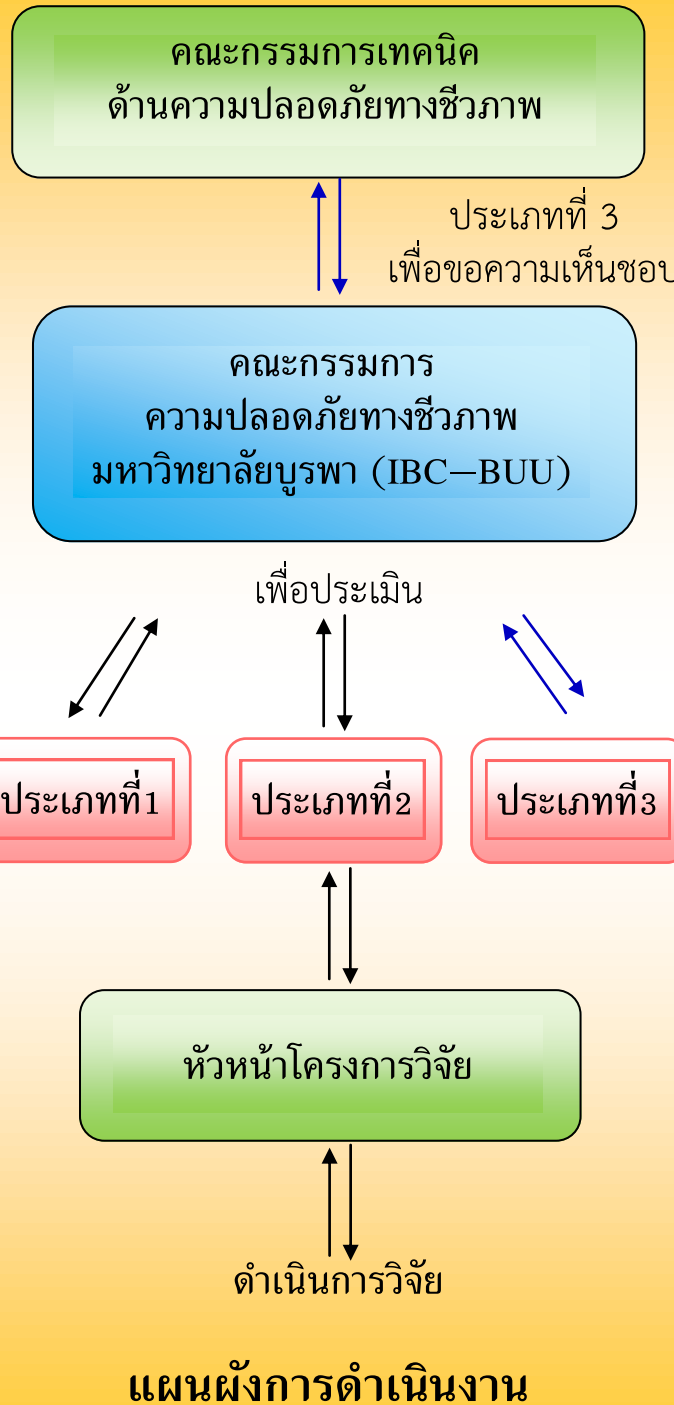 คณะกรรมการเทคนิค
ด้านความปลอดภัยทางชีวภาพ
ประเภทที่ 3
เพื่อขอความเห็นชอบ
คณะกรรมการ
ความปลอดภัยทางชีวภาพ
มหาวิทยาลัยบูรพา (IBC–BUU)
เพื่อประเมิน
ประเภทที่1
ประเภทที่2
ประเภทที่3
หัวหน้าโครงการวิจัย
ดำเนินการวิจัย
แผนผังการดำเนินงาน